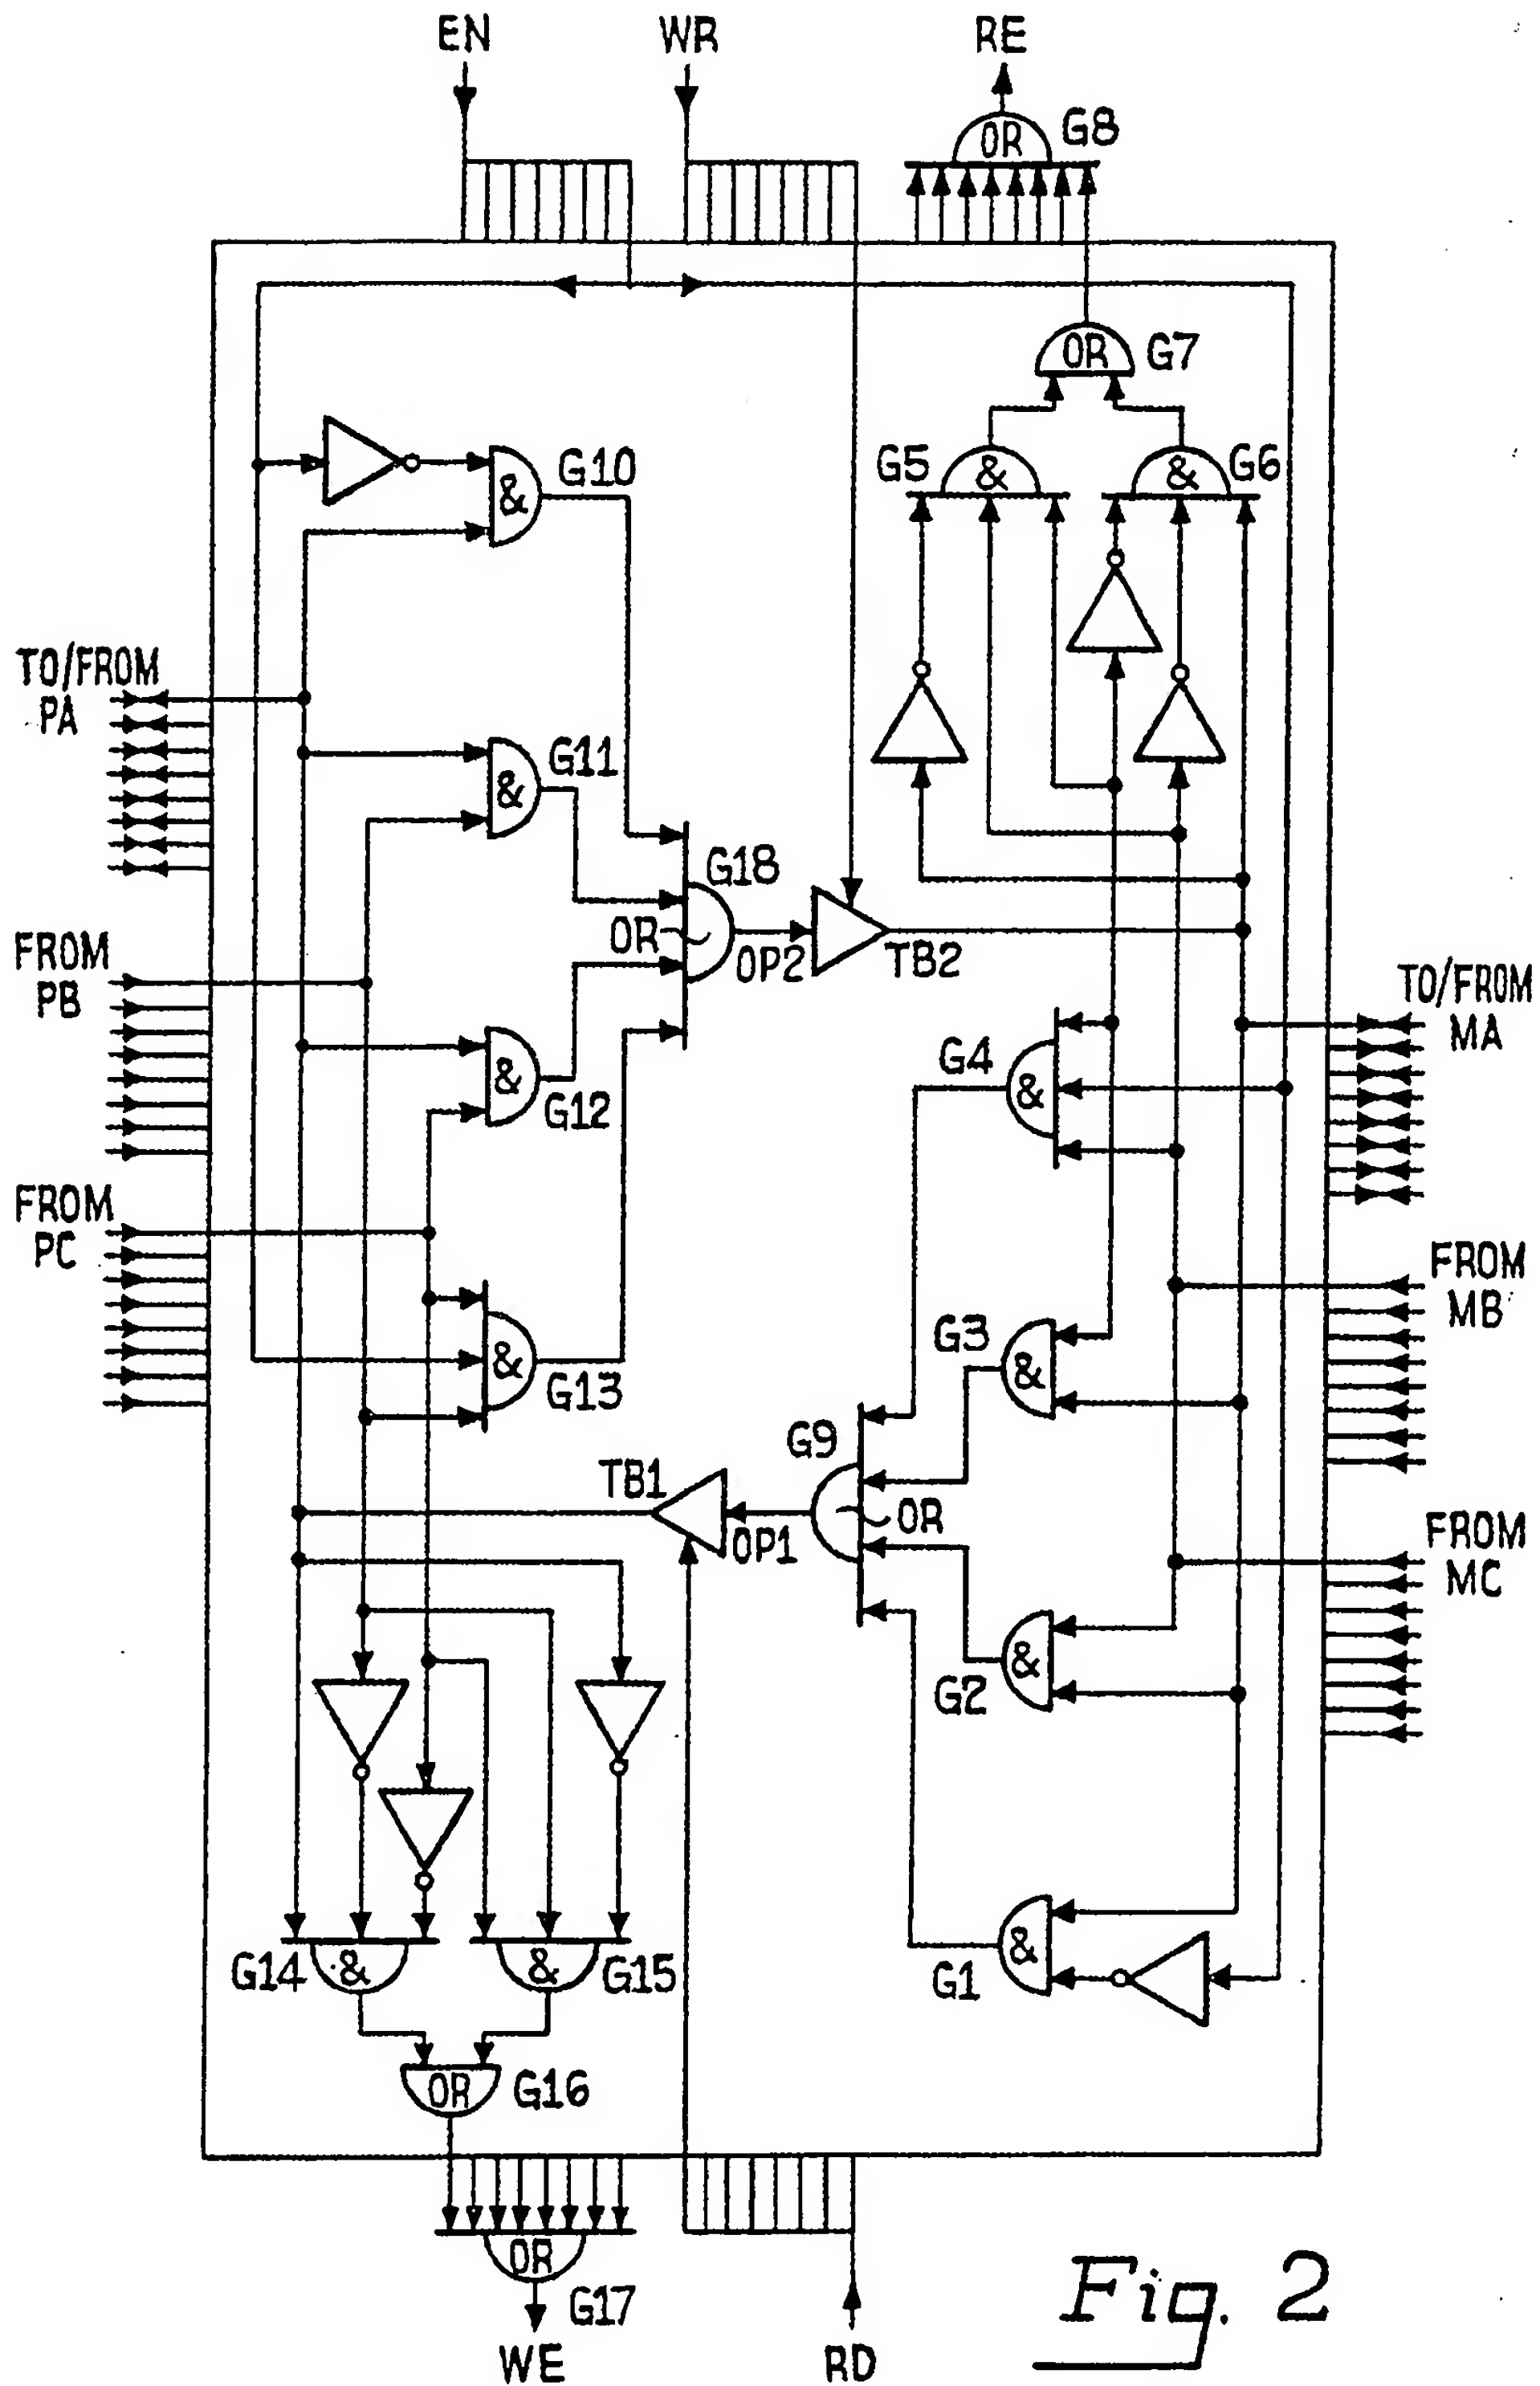 EN
WR
RE
OR
G8
OR
G7
&
G10
G5
&
&
G6
TO/FROM
PA
&
G11
G18
OR
OP2
TB2
FROM
PB
TO/FROM
MA
G4
&
&
G12
FROM
PC
FROM
MB
G3
&
&
G13
G9
TB1
OR
OP1
FROM
MC
&
G2
G14
&
&
G15
&
G1
OR
G16
OR
G17
WE
RD
Fig. 2